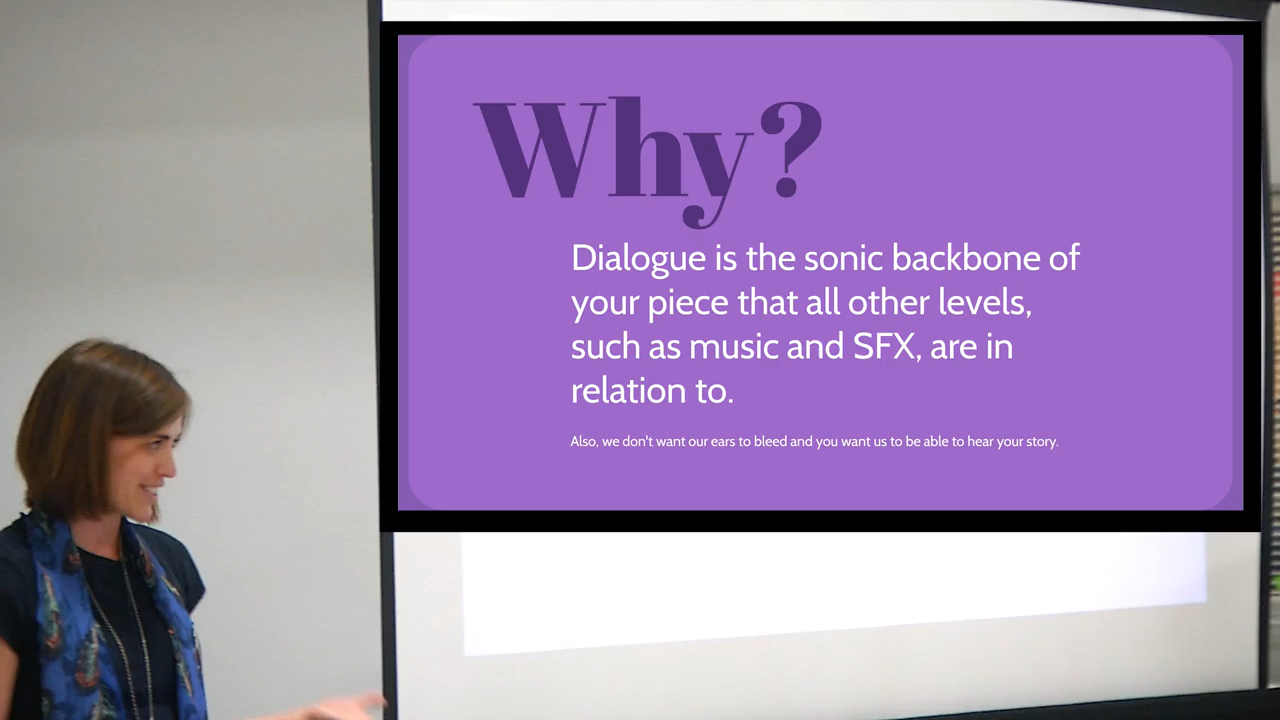 Why?
Dialogue is the sonic backbone of
your piece that all other levels,
such as music and SFX, are in
relation to.
Also, we don't want our ears to bleed and you want us to be able to hear your story.